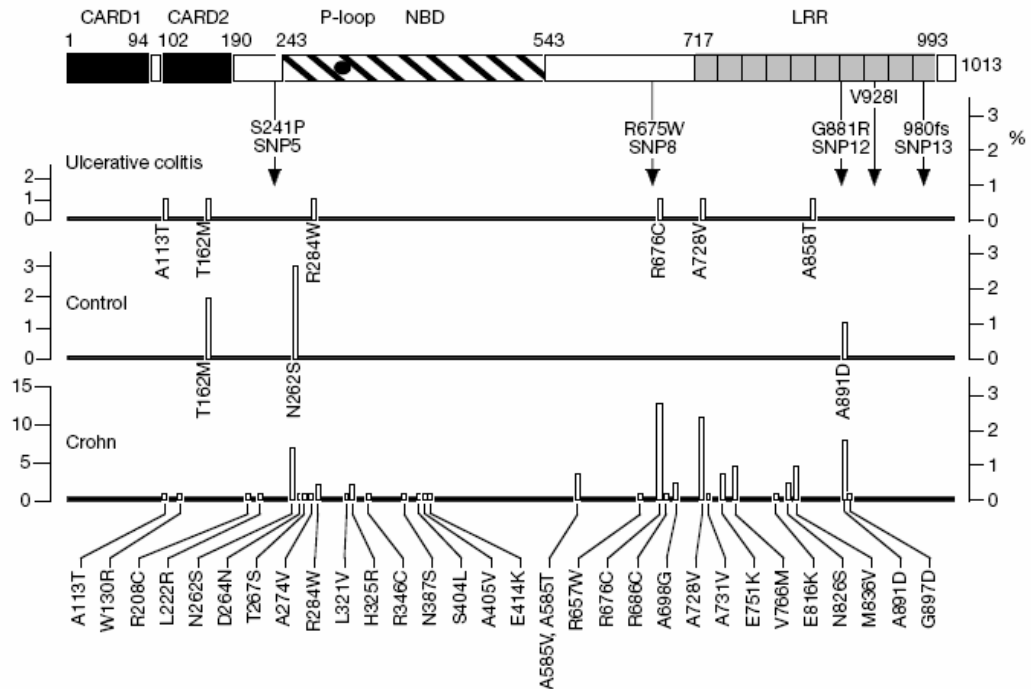 CARD1 CARD2 P-loop NBD LRR
1 94 102 190 243 543 717 993
1013
V928I
S241P R675W G881R 980fs
SNP5 SNP8 SNP12 SNP13
3
2
1
0
%
Ulcerative colitis
2
1
0
A113T T162M R284W R676C A728V A858T
3
2
1
0
Control
3
2
1
0
T162M N262S A891D
15
10
5
0
Crohn
3
2
1
0
A113T W130R R208C L222R N262S D264N T267S A274V R284W L321V H325R R346C N387S S404L A405V E414K A585V, A585T R657W R676C R686C A698G A728V A731V E751K V766M E816K N826S M836V A891D G897D